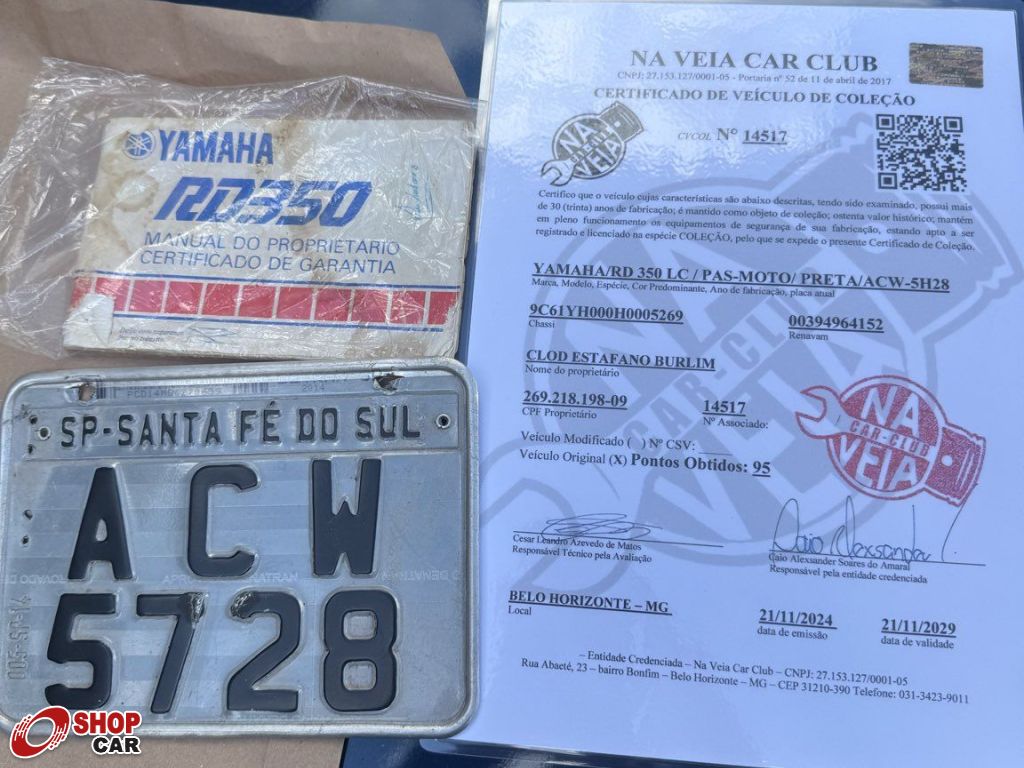 YAMAHA
RD350
MANUAL DO PROPRIETÁRIO
CERTIFICADO DE GARANTIA
2014
SP-SANTA FÉ DO SUL
ACW
5728
SHOP
CAR
NA VEIA CAR CLUB
CNPJ: 27.153.127/0001-05 - Portaria nº 52 de 11 de abril de 2017
CERTIFICADO DE VEÍCULO DE COLEÇÃO
CVCOL Nº 14517
NA
VEIA
Certifico que o veículo cujas características são abaixo descritas, tendo sido examinado, possui mais
de 30 (trinta) anos de fabricação; é mantido como objeto de coleção; ostenta valor histórico; mantém
em pleno funcionamento os equipamentos de segurança de sua fabricação, estando apto a ser
registrado e licenciado na espécie COLEÇÃO, pelo que se expede o presente Certificado de Coleção.
YAMAHA/RD 350 LC / PAS-MOTO/ PRETA/ACW-5H28
Marca, Modelo, Espécie, Cor Predominante, Ano de fabricação, placa atual
9C61YH000H0005269 00394964152
Chassi Renavam
CLOD ESTAFANO BURLIM
Nome do proprietário
269.218.198-09 14517
CPF Proprietário Nº Associado:
Veículo Modificado ( ) Nº CSV:
Veículo Original (X) Pontos Obtidos: 95
NA
CAR-CLUB
VEIA
Cesar Leandro Azevedo de Matos
Responsável Técnico pela Avaliação
Caio Alexsander Soares do Amaral
Responsável pela entidade credenciada
BELO HORIZONTE – MG 21/11/2024 21/11/2029
Local data de emissão data de validade
– Entidade Credenciada – Na Veia Car Club – CNPJ: 27.153.127/0001-05
Rua Abaeté, 23 – bairro Bonfim – Belo Horizonte – MG – CEP 31210-390 Telefone: 031-3423-9011